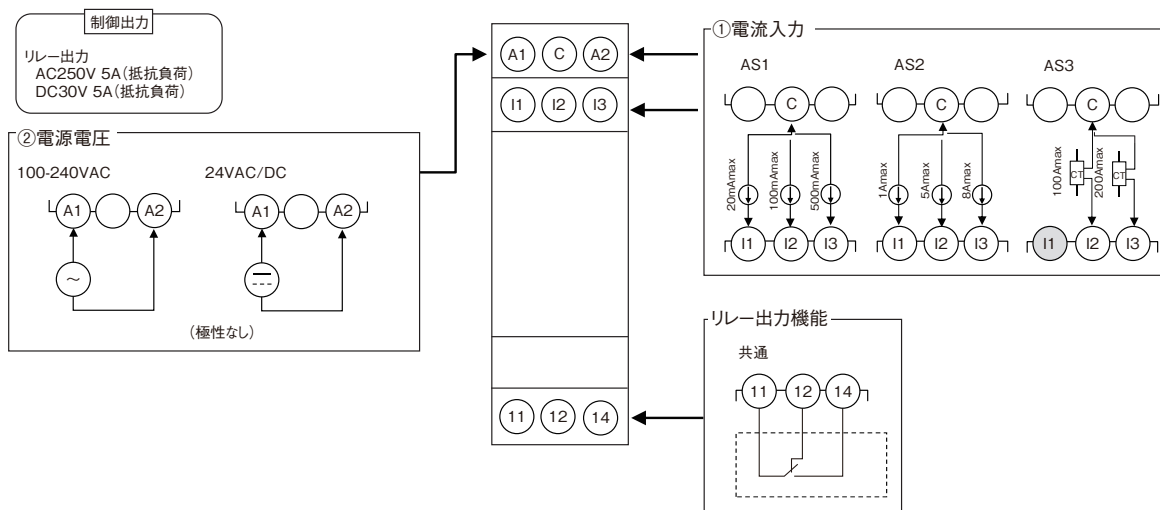 制御出力
リレー出力
AC250V 5A(抵抗負荷)
DC30V 5A(抵抗負荷)
②電源電圧
100-240VAC
24VAC/DC
A1 A2
A1 A2
~
(極性なし)
A1 C A2
I1 I2 I3
11 12 14
①電流入力
AS1
AS2
AS3
C
C
C
20mAmax
100mAmax
500mAmax
1Amax
5Amax
8Amax
100Amax
CT
200Amax
CT
I1 I2 I3
I1 I2 I3
I1 I2 I3
リレー出力機能
共通
11 12 14